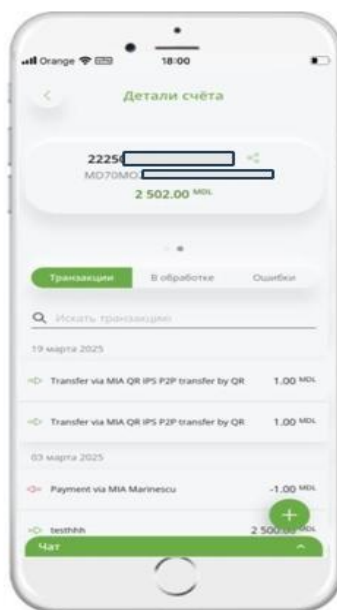 Orange
18:00
Детали счёта
2225
MD70MO
2 502.00 MDL
Транзакции В обработке Ошибки
Искать транзакцию
19 марта 2025
Transfer via MIA QR IPS P2P transfer by QR 1.00 MDL
Transfer via MIA QR IPS P2P transfer by QR 1.00 MDL
03 марта 2025
Payment via MIA Marinescu -1.00 MDL
testhhh 2 500.00 MDL
Чат